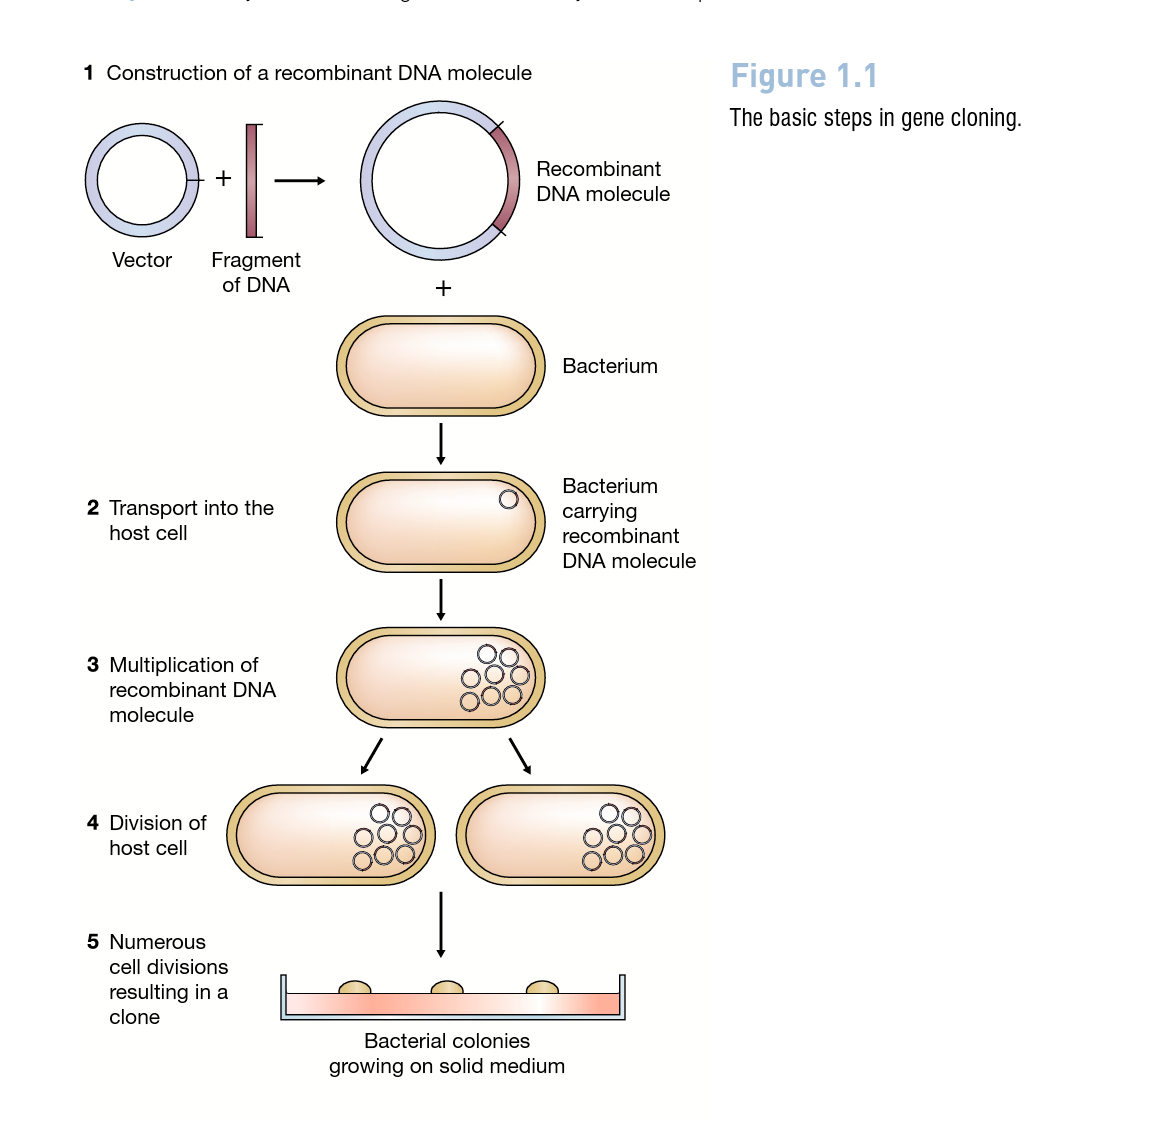 1 Construction of a recombinant DNA molecule
Figure 1.1
The basic steps in gene cloning.
+
Recombinant
DNA molecule
Vector
Fragment
of DNA
+
Bacterium
2 Transport into the
host cell
Bacterium
carrying
recombinant
DNA molecule
3 Multiplication of
recombinant DNA
molecule
4 Division of
host cell
5 Numerous
cell divisions
resulting in a
clone
Bacterial colonies
growing on solid medium